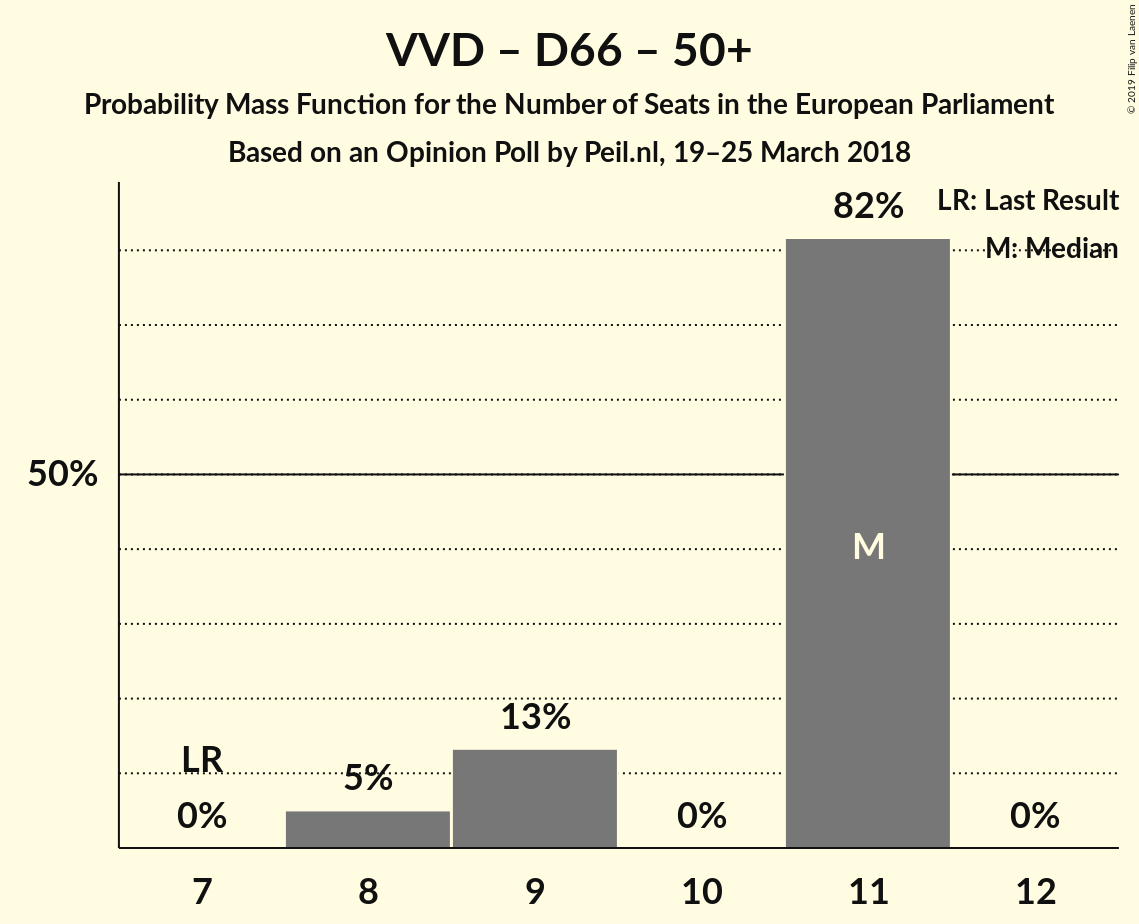 VVD – D66 – 50+
Probability Mass Function for the Number of Seats in the European Parliament
Based on an Opinion Poll by Peil.nl, 19–25 March 2018
© 2019 Filip van Laenen
LR: Last Result
M: Median
82%
50%
M
13%
LR
5%
0%
0%
0%
7
8
9
10
11
12